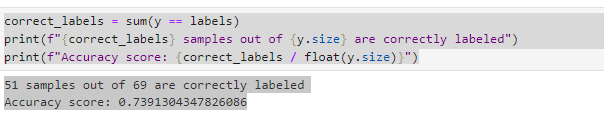 correct_labels = sum(y == labels)
print(f"{correct_labels} samples out of {y.size} are correctly labeled")
print(f"Accuracy score: {correct_labels / float(y.size)}")
51 samples out of 69 are correctly labeled
Accuracy score: 0.7391304347826086